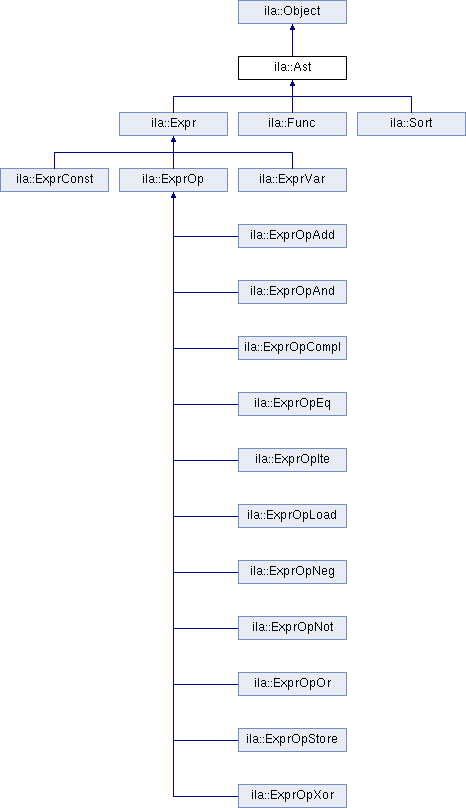 ila::Object
ila::Ast
ila::Expr
ila::Func
ila::Sort
ila::ExprConst
ila::ExprOp
ila::ExprVar
ila::ExprOpAdd
ila::ExprOpAnd
ila::ExprOpCompl
ila::ExprOpEq
ila::ExprOpIte
ila::ExprOpLoad
ila::ExprOpNeg
ila::ExprOpNot
ila::ExprOpOr
ila::ExprOpStore
ila::ExprOpXor